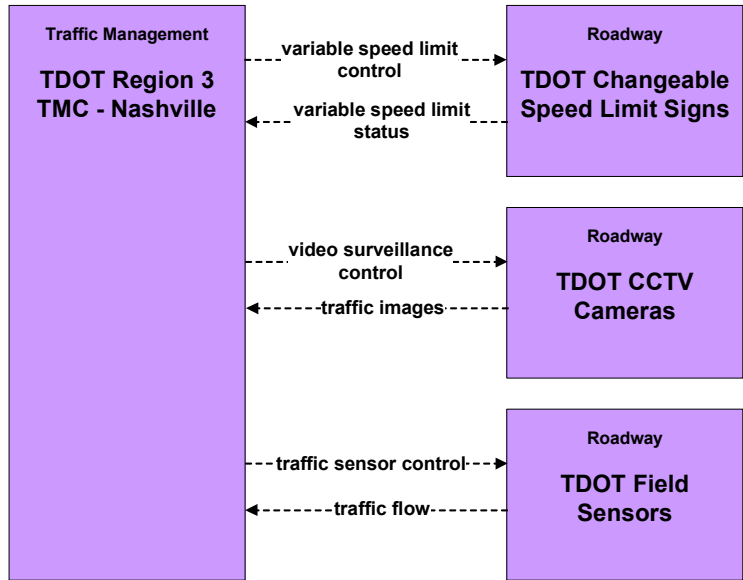 Traffic Management
TDOT Region 3
TMC - Nashville
variable speed limit
control
variable speed limit
status
Roadway
TDOT Changeable
Speed Limit Signs
video surveillance
control
traffic images
Roadway
TDOT CCTV
Cameras
traffic sensor control
traffic flow
Roadway
TDOT Field
Sensors